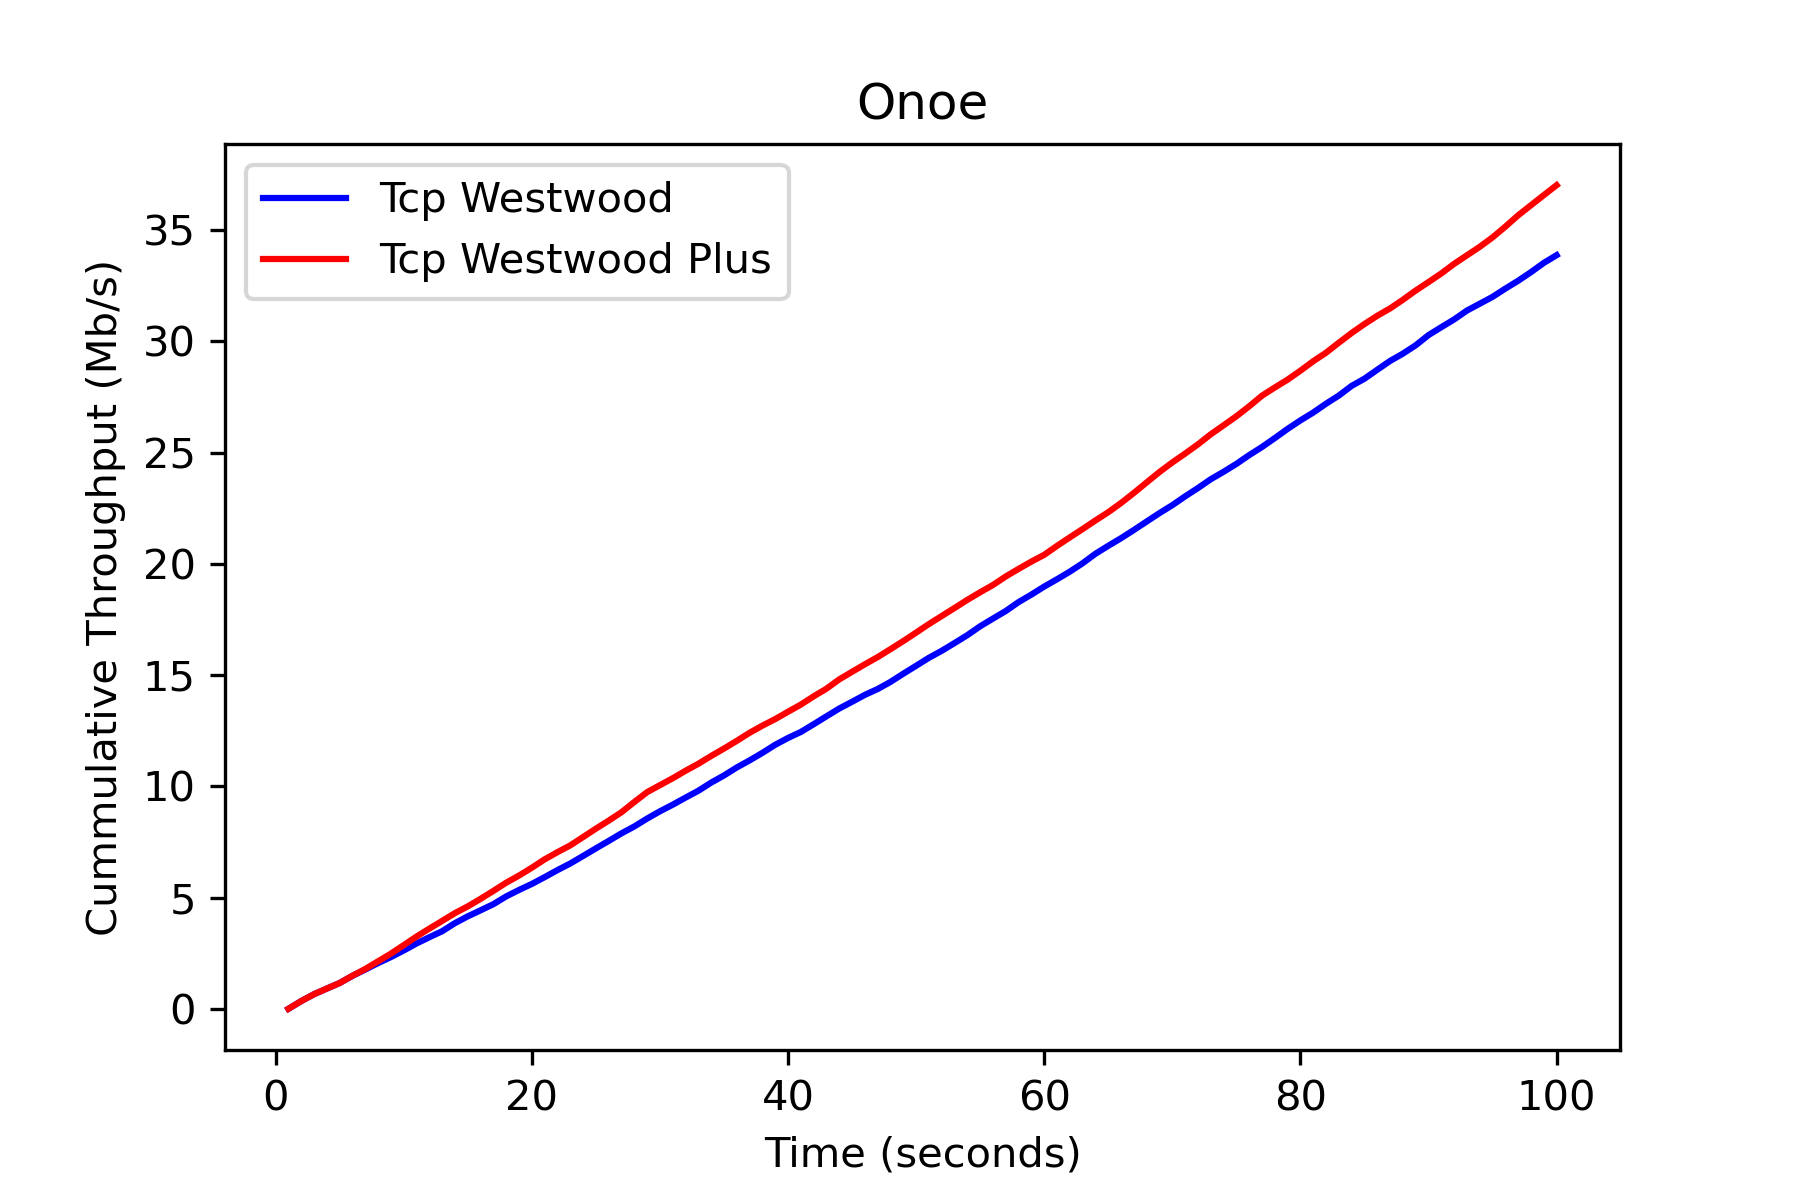 Onoe
Tcp Westwood
Tcp Westwood Plus
Cummulative Throughput (Mb/s)
35
30
25
20
15
10
5
0
0 20 40 60 80 100
Time (seconds)